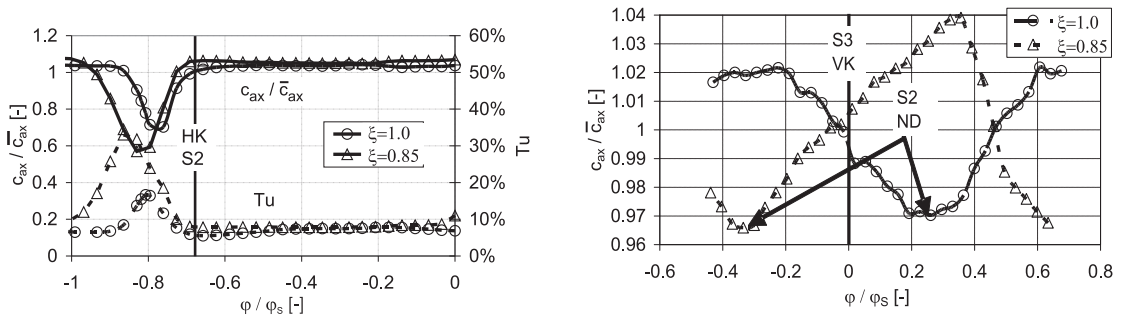 1.2
1
0.8
0.6
0.4
0.2
0
c_ax / c̅_ax [-]
60%
50%
40%
30%
20%
10%
0%
Tu
c_ax / c̅_ax
HK
S2
ξ=1.0
ξ=0.85
Tu
-1 -0.8 -0.6 -0.4 -0.2 0
φ / φ_S [-]
1.04
1.03
1.02
1.01
1
0.99
0.98
0.97
0.96
c_ax / c̅_ax [-]
S3
VK
S2
ND
ξ=1.0
ξ=0.85
-0.6 -0.4 -0.2 0 0.2 0.4 0.6 0.8
φ / φ_S [-]